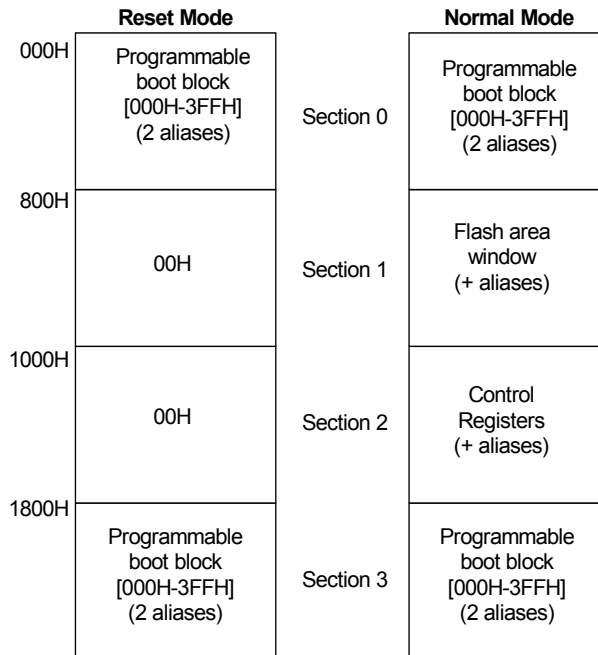 Reset Mode
Normal Mode
000H
Programmable
boot block
[000H-3FFH]
(2 aliases)
Section 0
Programmable
boot block
[000H-3FFH]
(2 aliases)
800H
00H
Section 1
Flash area
window
(+ aliases)
1000H
00H
Section 2
Control
Registers
(+ aliases)
1800H
Programmable
boot block
[000H-3FFH]
(2 aliases)
Section 3
Programmable
boot block
[000H-3FFH]
(2 aliases)